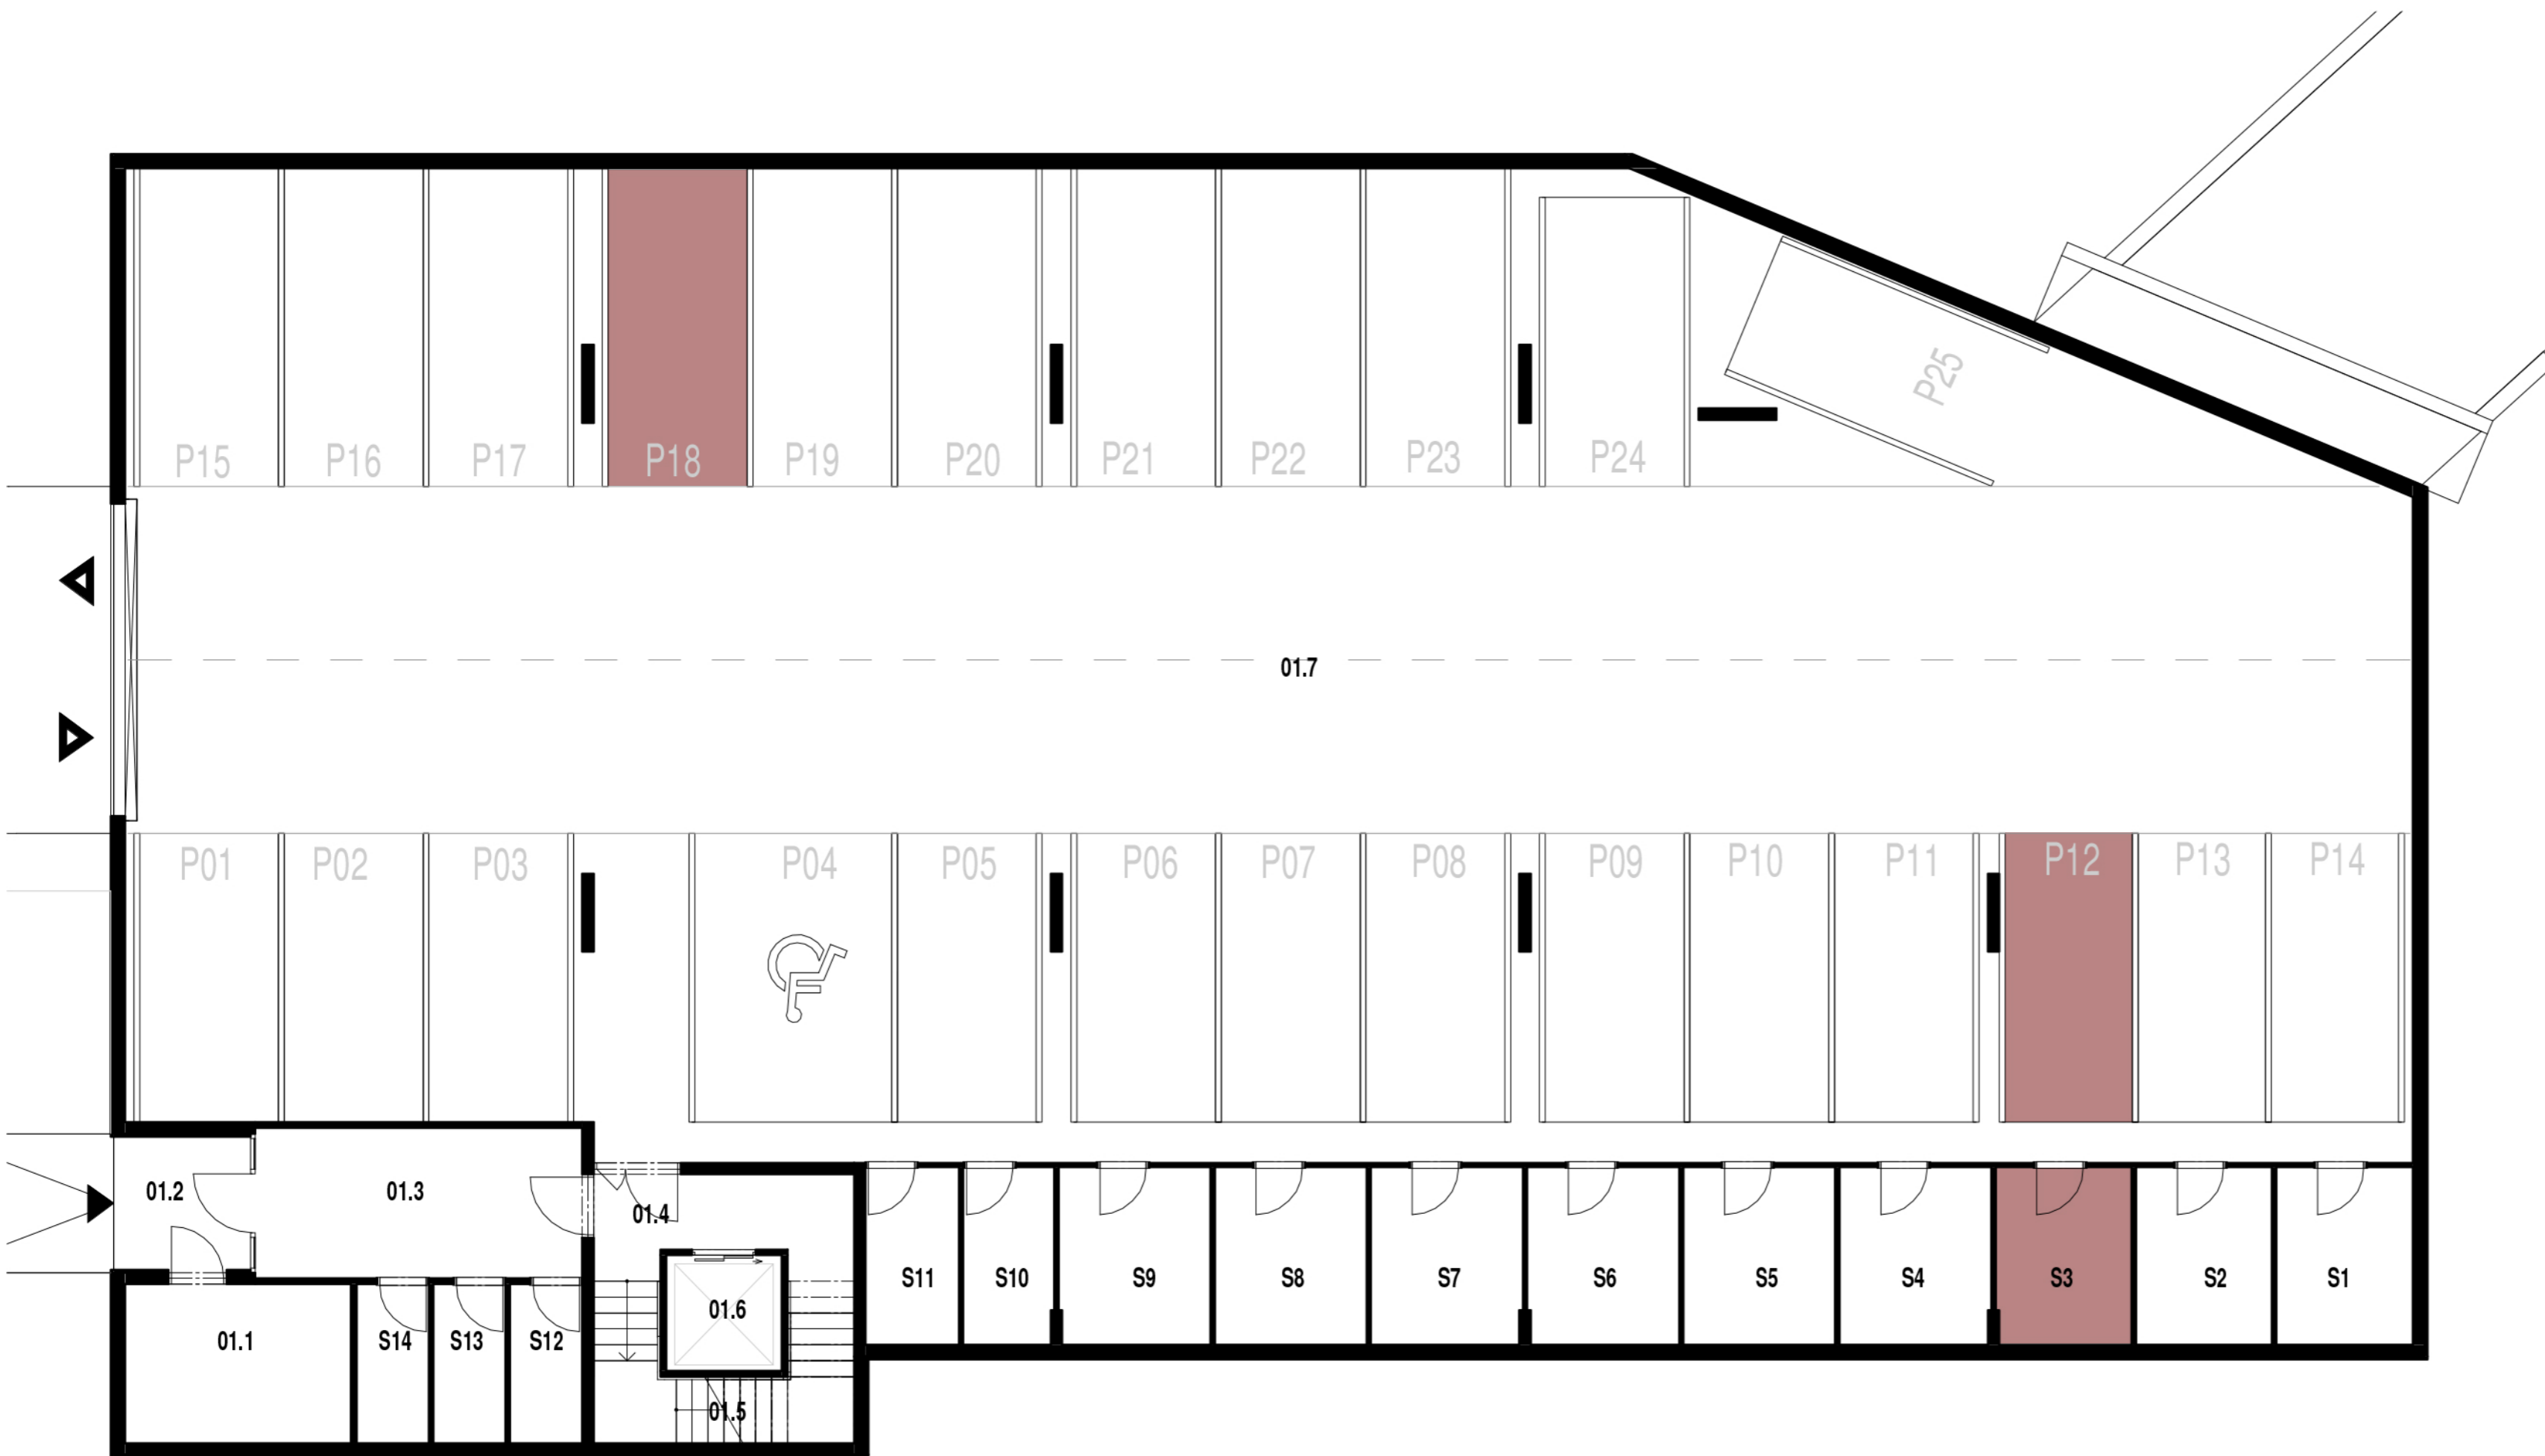 P25
P15 P16 P17 P18 P19 P20 P21 P22 P23 P24
01.7
P01 P02 P03 P04 P05 P06 P07 P08 P09 P10 P11 P12 P13 P14
01.2 01.3 01.4
S11 S10 S9 S8 S7 S6 S5 S4 S3 S2 S1
01.6
01.1 S14 S13 S12
01.5